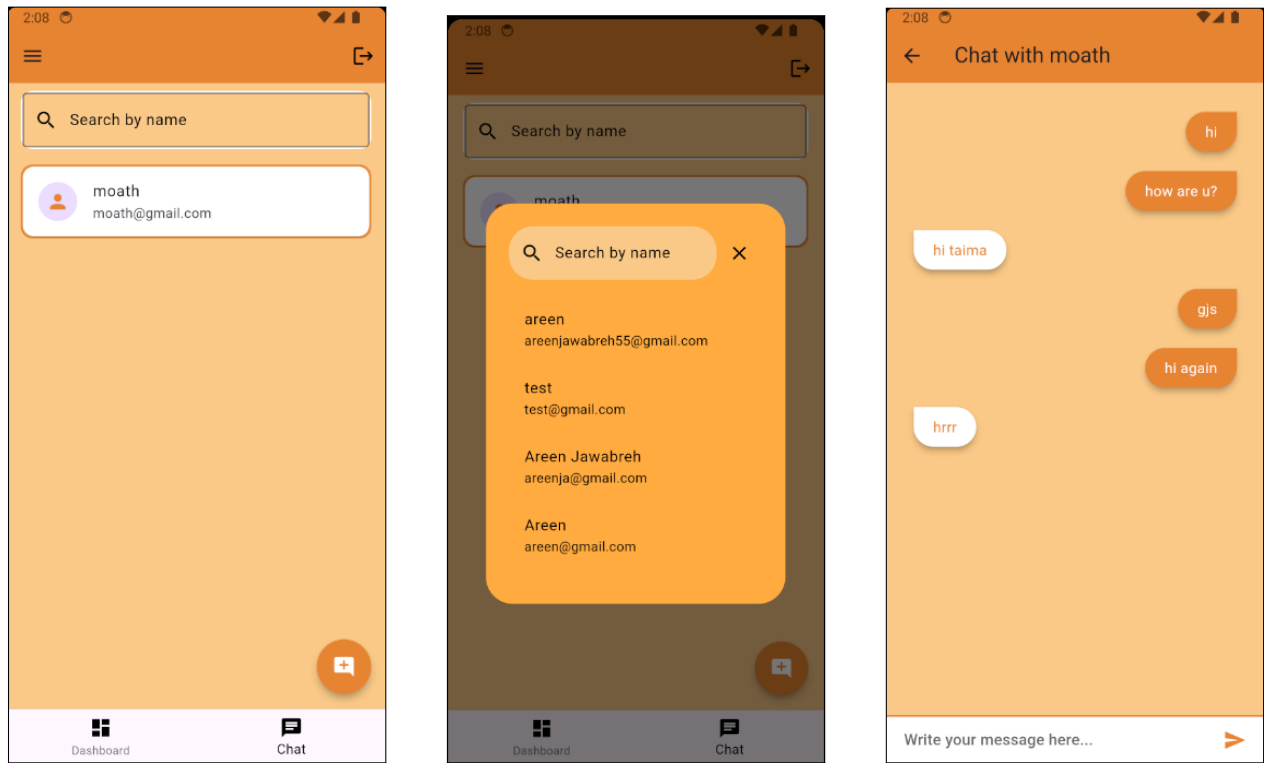 2:08
Search by name
moath
moath@gmail.com
Dashboard
Chat
2:08
Search by name
moath
Search by name
areen
areenjawabreh55@gmail.com
test
test@gmail.com
Areen Jawabreh
areenja@gmail.com
Areen
areen@gmail.com
Dashboard
Chat
2:08
Chat with moath
hi
how are u?
hi taima
gjs
hi again
hrrr
Write your message here...